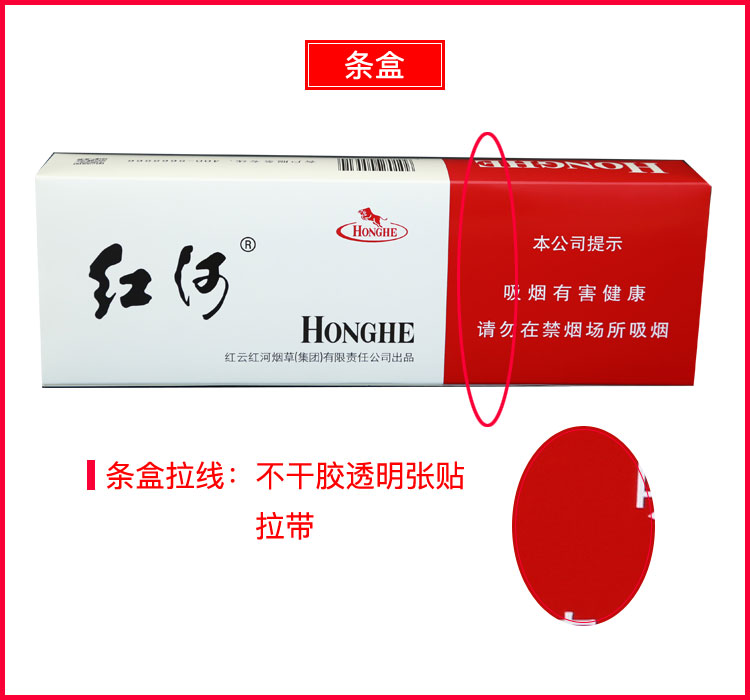 条盒
HONGHE
HONGHE
本公司提示
红河®
吸烟有害健康
HONGHE
请勿在禁烟场所吸烟
红云红河烟草(集团)有限责任公司出品
条盒拉线：不干胶透明张贴
拉带